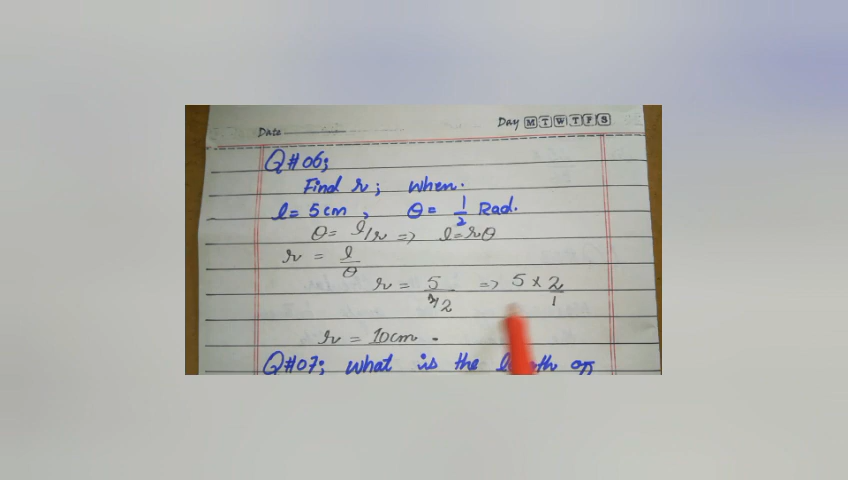 Date
Day M T W T F S
Q#06;
Find r; when.
l = 5cm, θ = 1/2 Rad.
θ = l/r => l = rθ
r = l/θ
r = 5/(1/2) => 5 × 2/1
r = 10cm.
Q#07; what is the of